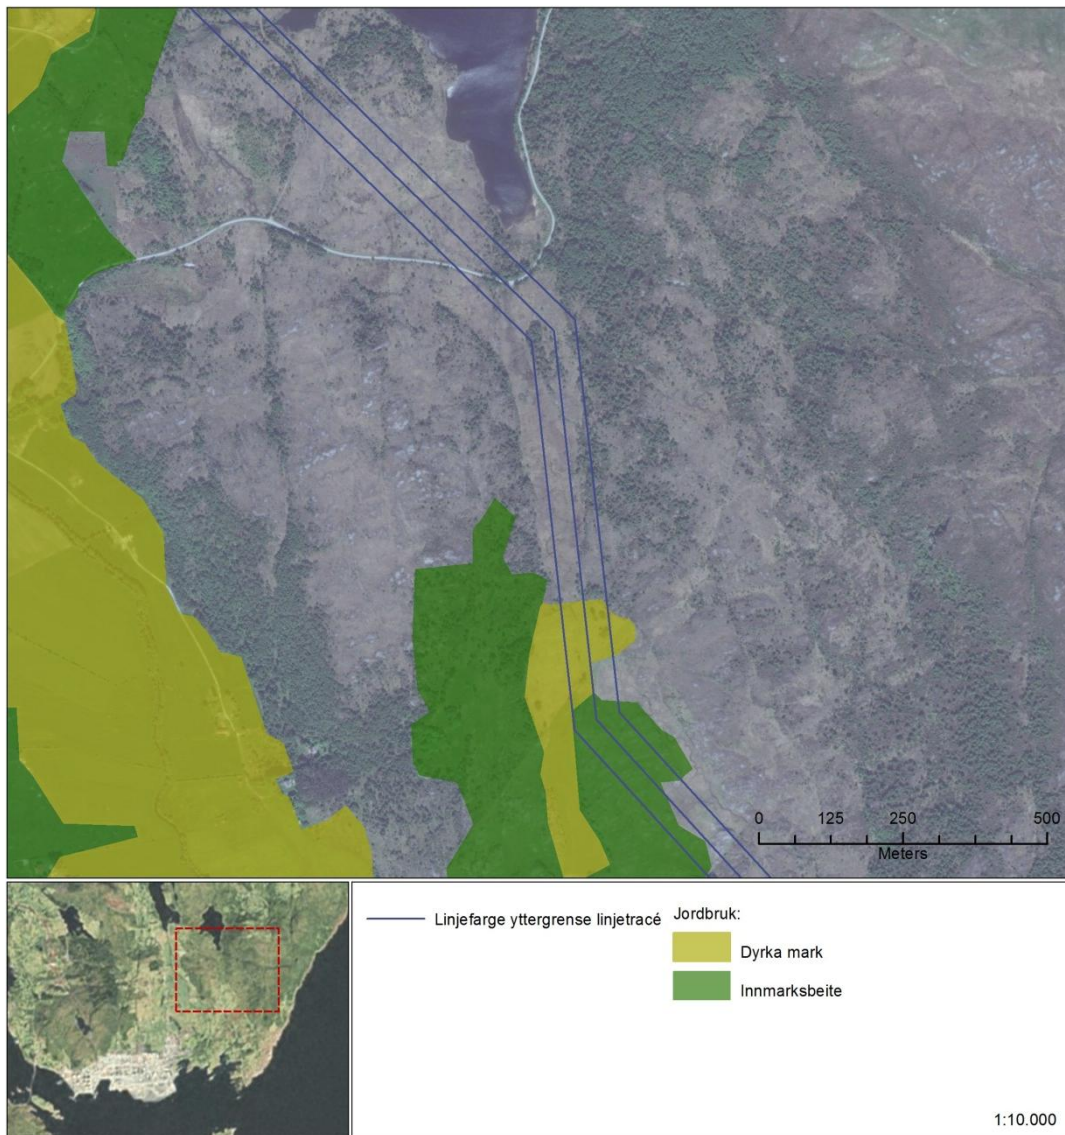 0 125 250 500
Meters
Linjefarge yttergrense linjetracé
Jordbruk:
Dyrka mark
Innmarksbeite
1:10.000